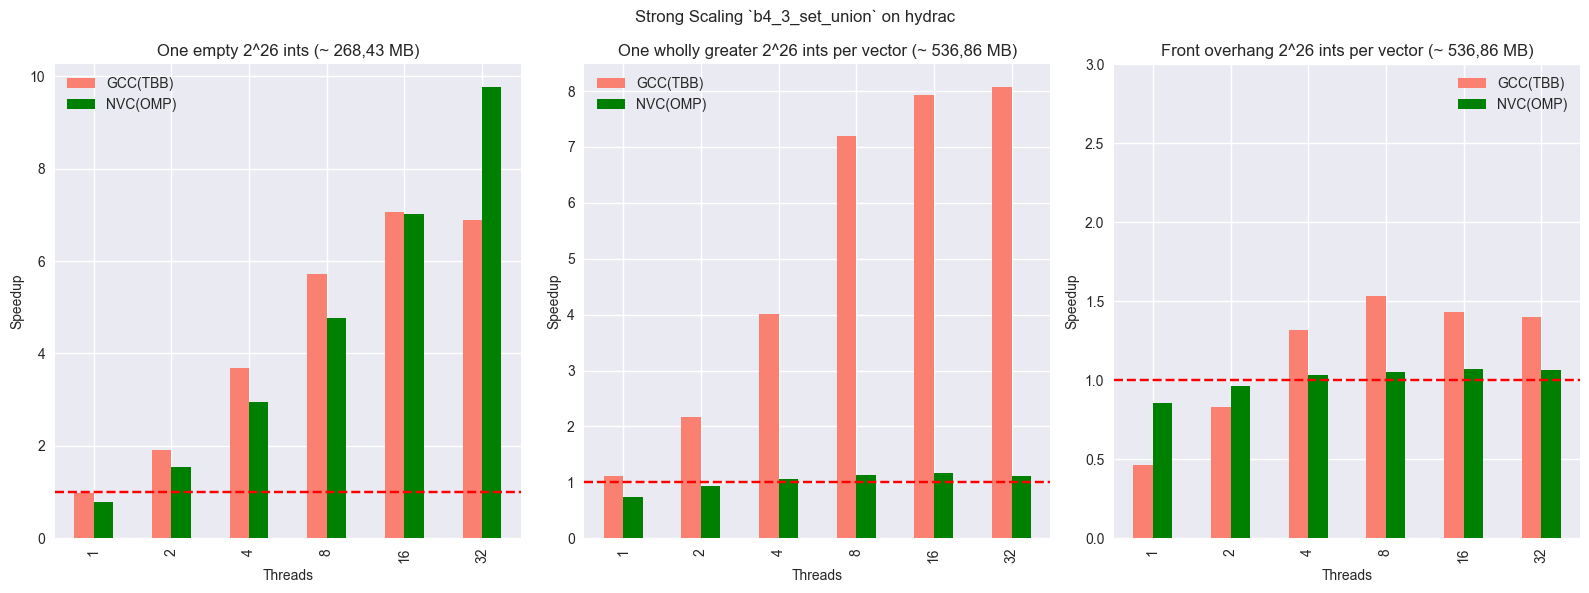 Strong Scaling `b4_3_set_union` on hydrac
One empty 2^26 ints (~ 268,43 MB)
GCC(TBB)
NVC(OMP)
10
8
6
4
2
0
Speedup
1
2
4
8
16
32
Threads
One wholly greater 2^26 ints per vector (~ 536,86 MB)
GCC(TBB)
NVC(OMP)
8
7
6
5
4
3
2
1
0
Speedup
1
2
4
8
16
32
Threads
Front overhang 2^26 ints per vector (~ 536,86 MB)
GCC(TBB)
NVC(OMP)
3.0
2.5
2.0
1.5
1.0
0.5
0.0
Speedup
1
2
4
8
16
32
Threads